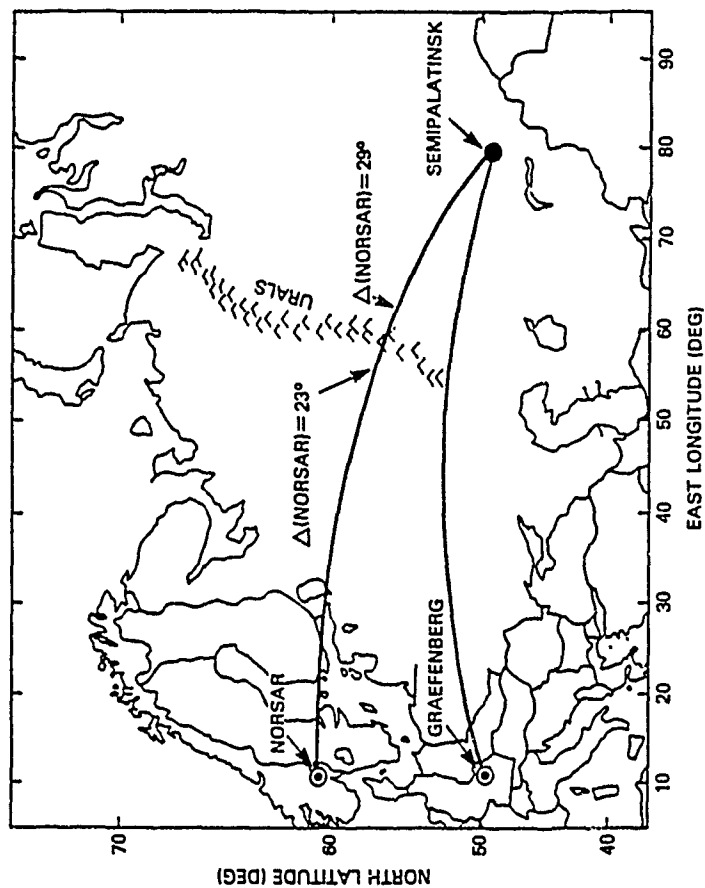 NORTH LATITUDE (DEG)
70
60
50
40
NORSAR
GRAEFENBERG
Δ(NORSAR) = 23°
URALS
Δ(NORSAR) = 29°
SEMIPALATINSK
10
20
30
40
50
60
70
80
90
EAST LONGITUDE (DEG)